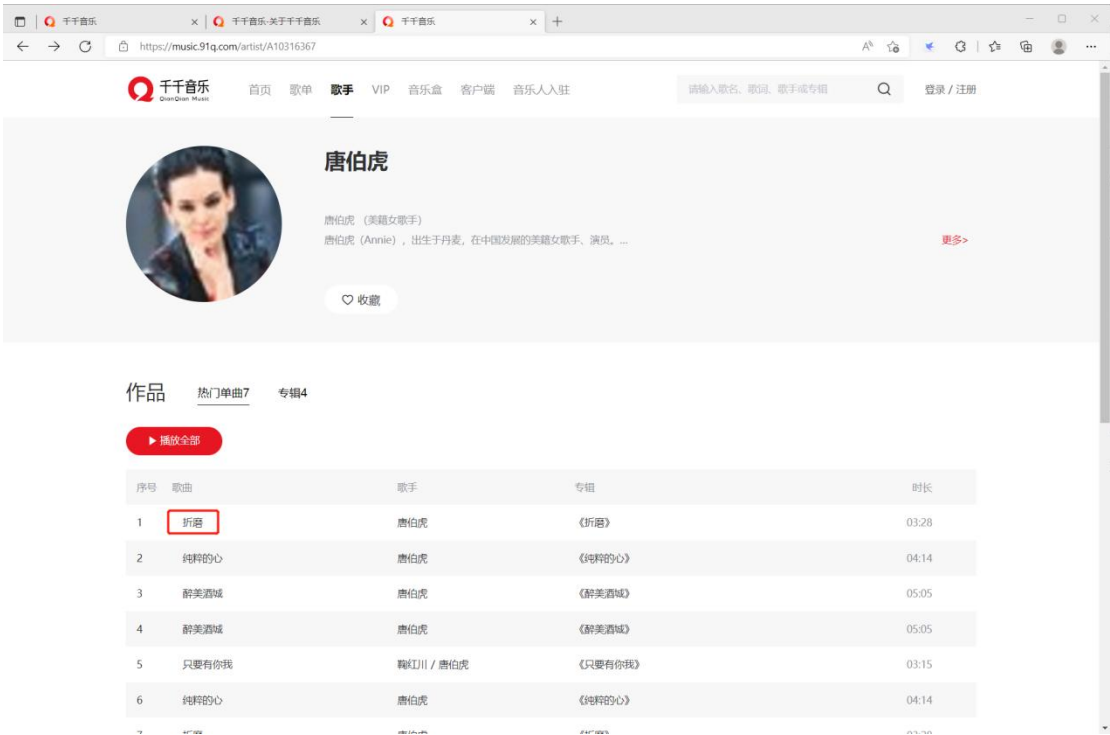 千千音乐
千千音乐-关于千千音乐
千千音乐
https://music.91q.com/artist/A10316367
千千音乐
QianQian Music
首页 歌单 歌手 VIP 音乐盒 客户端 音乐人入驻
请输入歌名、歌词、歌手或专辑
登录 / 注册
唐伯虎
唐伯虎 (美籍女歌手)
唐伯虎 (Annie) ，出生于丹麦，在中国发展的美籍女歌手、演员。...
更多>
收藏
作品 热门单曲7 专辑4
播放全部
序号 歌曲 歌手 专辑 时长
1 折磨 唐伯虎 《折磨》 03:28
2 纯粹的心 唐伯虎 《纯粹的心》 04:14
3 醉美酒城 唐伯虎 《醉美酒城》 05:05
4 醉美酒城 唐伯虎 《醉美酒城》 05:05
5 只要有你我 鞠红川 / 唐伯虎 《只要有你我》 03:15
6 纯粹的心 唐伯虎 《纯粹的心》 04:14